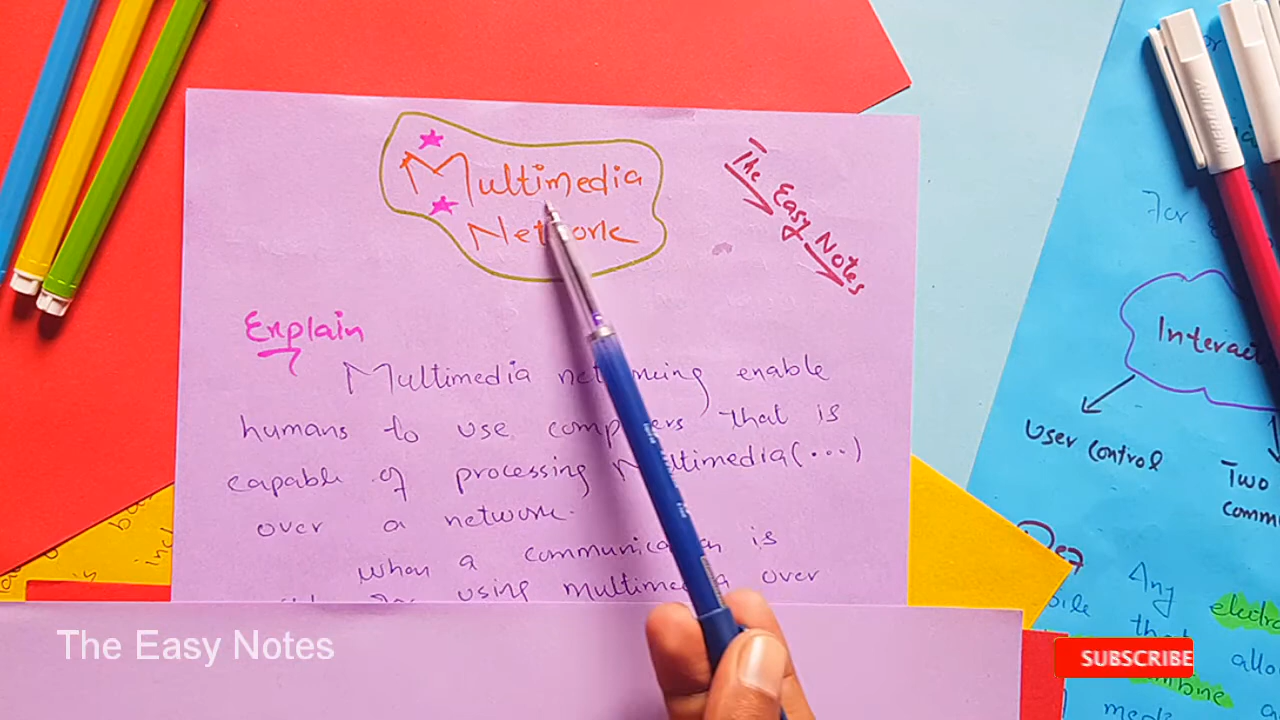 Multimedia
Network
The Easy Notes
Explain
Multimedia networking enable
humans to use computers that is
capable of processing Multimedia(...)
over a network.
when a communication is
using multimedia over
The Easy Notes
SUBSCRIBE
For
User control
Two
Any